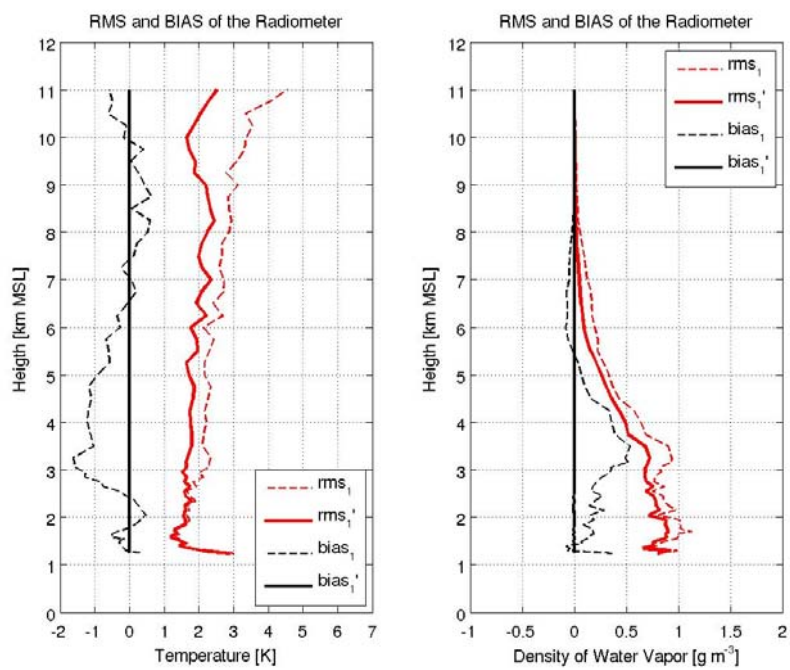 RMS and BIAS of the Radiometer
12
11
10
9
8
7
6
5
4
3
2
1
0
Heigth [km MSL]
-2 -1 0 1 2 3 4 5 6 7
Temperature [K]
rms₁
rms₁'
bias₁
bias₁'
RMS and BIAS of the Radiometer
12
11
10
9
8
7
6
5
4
3
2
1
0
Heigth [km MSL]
-1 -0.5 0 0.5 1 1.5 2
Density of Water Vapor [g m⁻³]
rms₁
rms₁'
bias₁
bias₁'